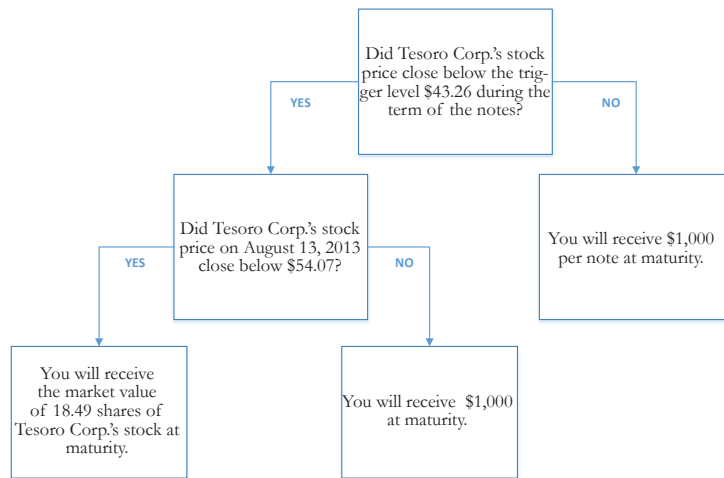 Did Tesoro Corp.'s stock
price close below the trig-
ger level $43.26 during the
term of the notes?
YES
NO
Did Tesoro Corp.'s stock
price on August 13, 2013
close below $54.07?
You will receive $1,000
per note at maturity.
YES
NO
You will receive
the market value
of 18.49 shares of
Tesoro Corp.'s stock at
maturity.
You will receive $1,000
at maturity.